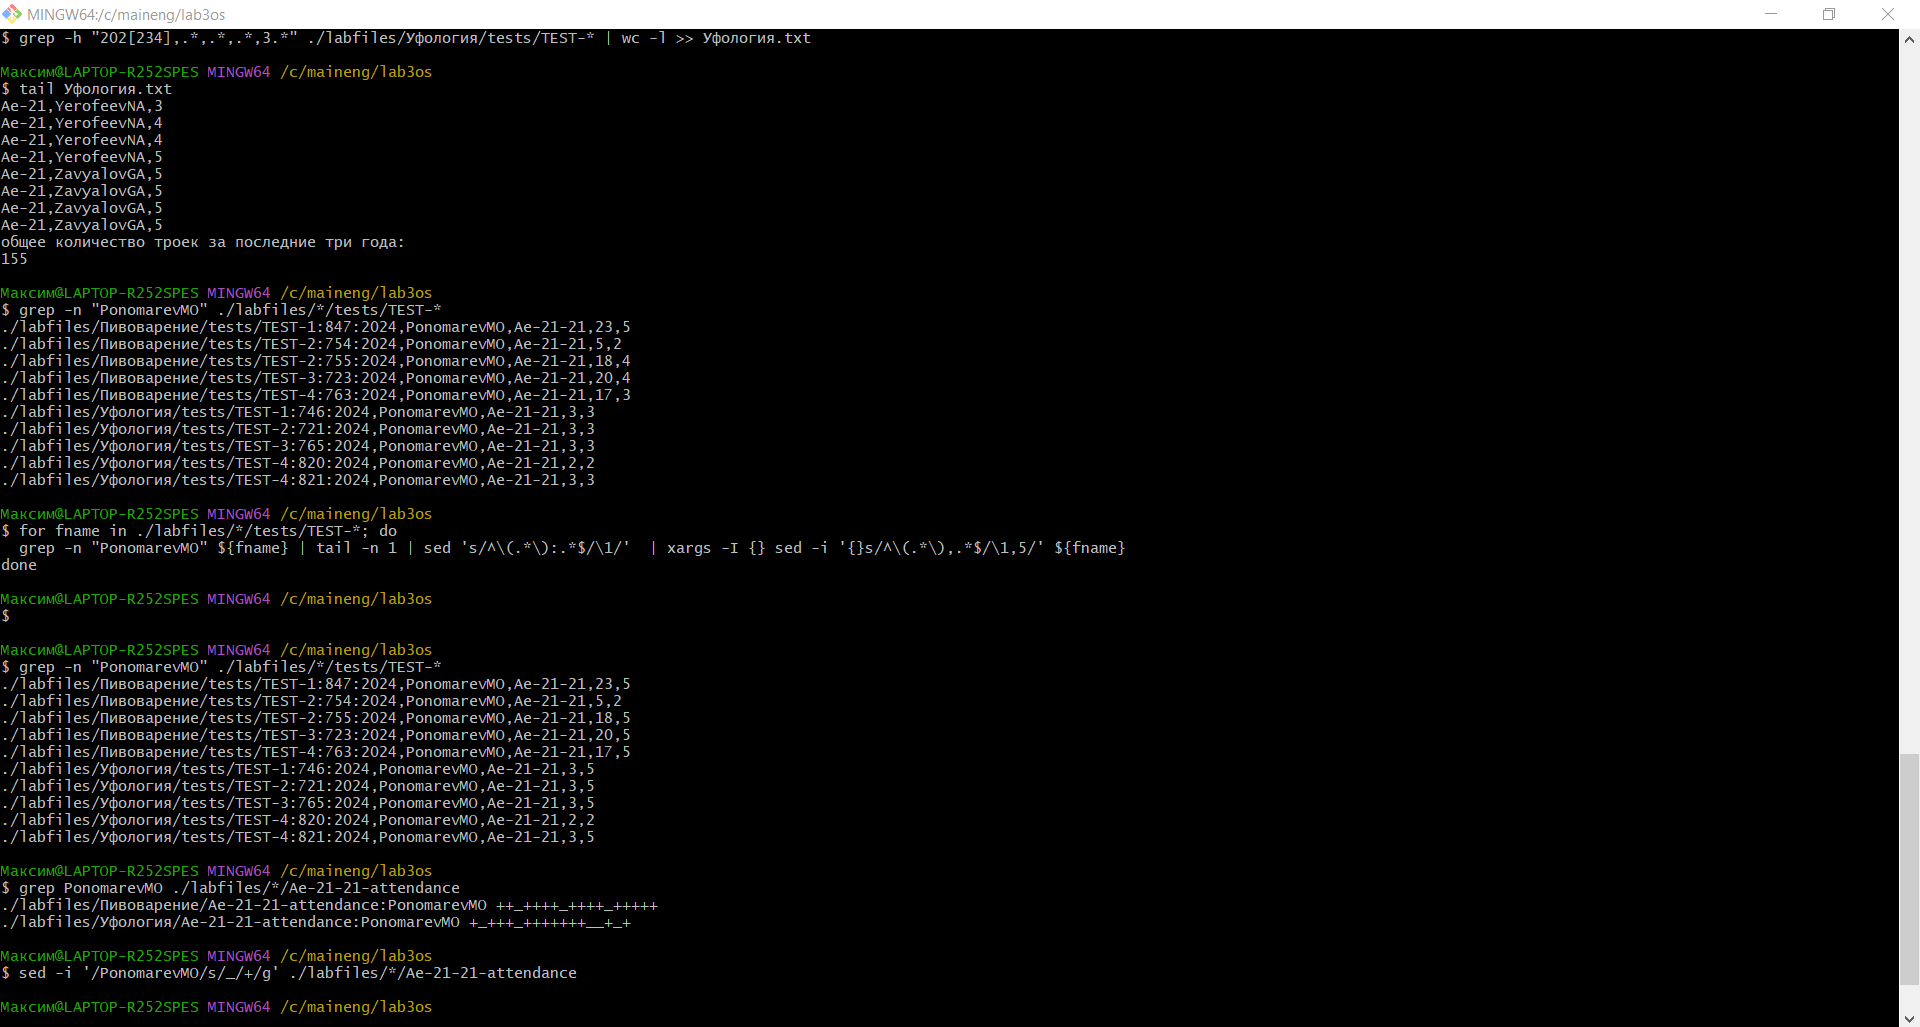 MINGW64:/c/maineng/lab3os
$ grep -h "202[234],.*,.*,.*,3.*" ./labfiles/Уфология/tests/TEST-* | wc -l >> Уфология.txt
Максим@LAPTOP-R252SPES MINGW64 /c/maineng/lab3os
$ tail Уфология.txt
Ae-21,YerofeevNA,3
Ae-21,YerofeevNA,4
Ae-21,YerofeevNA,4
Ae-21,YerofeevNA,5
Ae-21,ZavyalovGA,5
Ae-21,ZavyalovGA,5
Ae-21,ZavyalovGA,5
Ae-21,ZavyalovGA,5
общее количество троек за последние три года:
155
Максим@LAPTOP-R252SPES MINGW64 /c/maineng/lab3os
$ grep -n "PonomarevMO" ./labfiles/*/tests/TEST-*
./labfiles/Пивоварение/tests/TEST-1:847:2024,PonomarevMO,Ae-21-21,23,5
./labfiles/Пивоварение/tests/TEST-2:754:2024,PonomarevMO,Ae-21-21,5,2
./labfiles/Пивоварение/tests/TEST-2:755:2024,PonomarevMO,Ae-21-21,18,4
./labfiles/Пивоварение/tests/TEST-3:723:2024,PonomarevMO,Ae-21-21,20,4
./labfiles/Пивоварение/tests/TEST-4:763:2024,PonomarevMO,Ae-21-21,17,3
./labfiles/Уфология/tests/TEST-1:746:2024,PonomarevMO,Ae-21-21,3,3
./labfiles/Уфология/tests/TEST-2:721:2024,PonomarevMO,Ae-21-21,3,3
./labfiles/Уфология/tests/TEST-3:765:2024,PonomarevMO,Ae-21-21,3,3
./labfiles/Уфология/tests/TEST-4:820:2024,PonomarevMO,Ae-21-21,2,2
./labfiles/Уфология/tests/TEST-4:821:2024,PonomarevMO,Ae-21-21,3,3
Максим@LAPTOP-R252SPES MINGW64 /c/maineng/lab3os
$ for fname in ./labfiles/*/tests/TEST-*; do
  grep -n "PonomarevMO" ${fname} | tail -n 1 | sed 's/^\(.*\):.*$/\1/'  | xargs -I {} sed -i '{}s/^\(.*\),.*$/\1,5/' ${fname}
done
Максим@LAPTOP-R252SPES MINGW64 /c/maineng/lab3os
$
Максим@LAPTOP-R252SPES MINGW64 /c/maineng/lab3os
$ grep -n "PonomarevMO" ./labfiles/*/tests/TEST-*
./labfiles/Пивоварение/tests/TEST-1:847:2024,PonomarevMO,Ae-21-21,23,5
./labfiles/Пивоварение/tests/TEST-2:754:2024,PonomarevMO,Ae-21-21,5,2
./labfiles/Пивоварение/tests/TEST-2:755:2024,PonomarevMO,Ae-21-21,18,5
./labfiles/Пивоварение/tests/TEST-3:723:2024,PonomarevMO,Ae-21-21,20,5
./labfiles/Пивоварение/tests/TEST-4:763:2024,PonomarevMO,Ae-21-21,17,5
./labfiles/Уфология/tests/TEST-1:746:2024,PonomarevMO,Ae-21-21,3,5
./labfiles/Уфология/tests/TEST-2:721:2024,PonomarevMO,Ae-21-21,3,5
./labfiles/Уфология/tests/TEST-3:765:2024,PonomarevMO,Ae-21-21,3,5
./labfiles/Уфология/tests/TEST-4:820:2024,PonomarevMO,Ae-21-21,2,2
./labfiles/Уфология/tests/TEST-4:821:2024,PonomarevMO,Ae-21-21,3,5
Максим@LAPTOP-R252SPES MINGW64 /c/maineng/lab3os
$ grep PonomarevMO ./labfiles/*/Ae-21-21-attendance
./labfiles/Пивоварение/Ae-21-21-attendance:PonomarevMO ++_++++_++++_+++++
./labfiles/Уфология/Ae-21-21-attendance:PonomarevMO +_+++_+++++++__+_+
Максим@LAPTOP-R252SPES MINGW64 /c/maineng/lab3os
$ sed -i '/PonomarevMO/s/_/+/g' ./labfiles/*/Ae-21-21-attendance
Максим@LAPTOP-R252SPES MINGW64 /c/maineng/lab3os